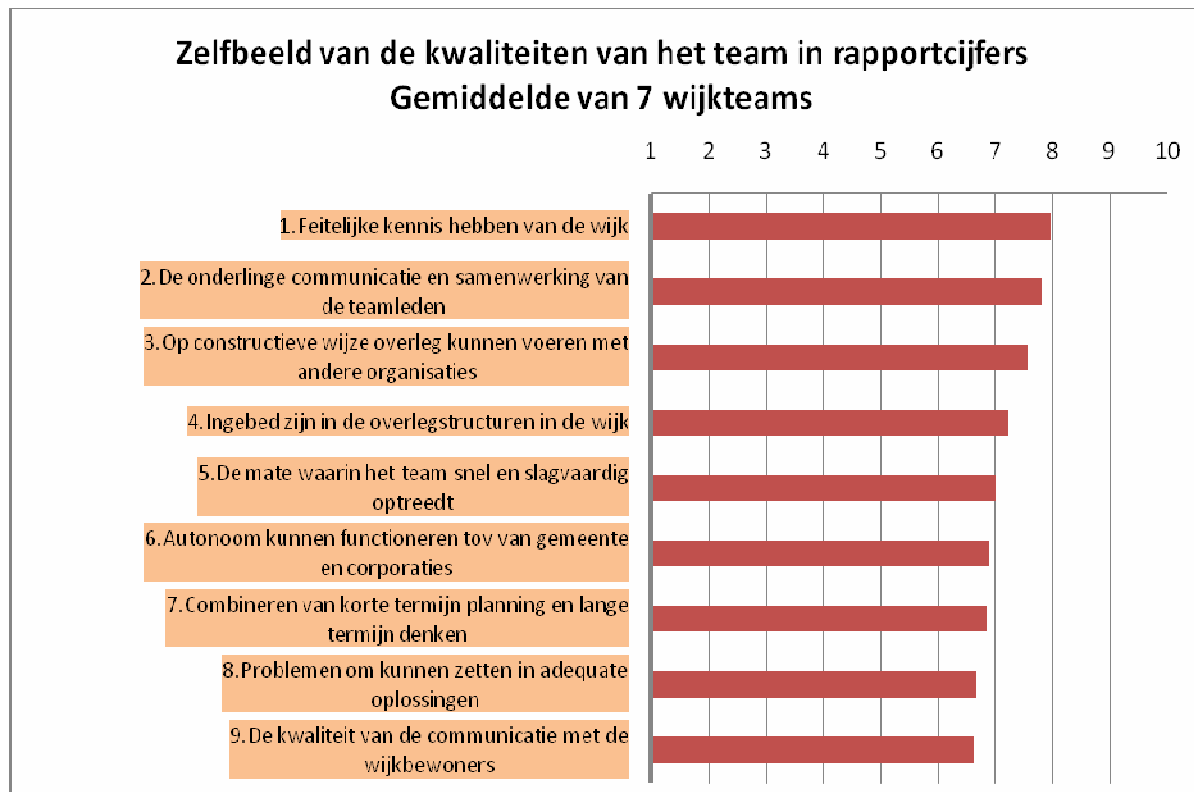 Zelfbeeld van de kwaliteiten van het team in rapportcijfers
Gemiddelde van 7 wijkteams
1 2 3 4 5 6 7 8 9 10
1. Feitelijke kennis hebben van de wijk
2. De onderlinge communicatie en samenwerking van
de teamleden
3. Op constructieve wijze overleg kunnen voeren met
andere organisaties
4. Ingebed zijn in de overlegstructuren in de wijk
5. De mate waarin het team snel en slagvaardig
optreedt
6. Autonoom kunnen functioneren tov van gemeente
en corporaties
7. Combineren van korte termijn planning en lange
termijn denken
8. Problemen om kunnen zetten in adequate
oplossingen
9. De kwaliteit van de communicatie met de
wijkbewoners